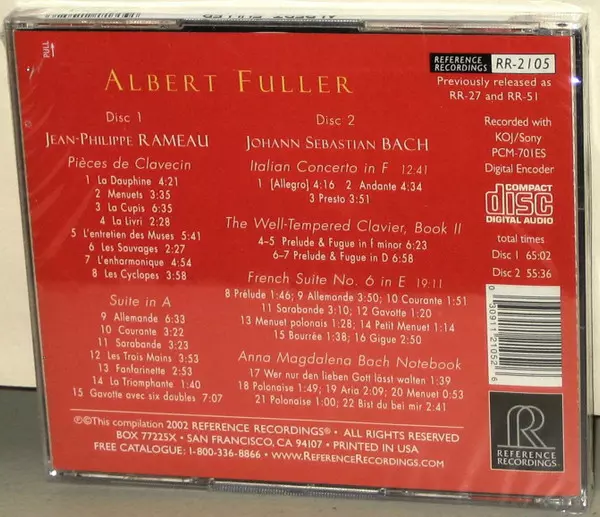 PULL
ALBERT FULLER
ALBERT FULLER
Disc 1
JEAN-PHILIPPE RAMEAU
Pièces de Clavecin
1 La Dauphine 4:21
2 Menuets 3:35
3 La Cupis 6:35
4 La Livri 2:28
5 L'entretien des Muses 5:41
6 Les Sauvages 2:27
7 L'enharmonique 4:54
8 Les Cyclopes 3:58
Suite in A
9 Allemande 6:33
10 Courante 3:22
11 Sarabande 3:23
12 Les Trois Mains 3:54
13 Fanfarinette 2:53
14 La Triomphante 1:40
15 Gavotte avec six doubles 7:07
Disc 2
JOHANN SEBASTIAN BACH
Italian Concerto in F 12:41
1 [Allegro] 4:16 2 Andante 4:34
3 Presto 3:51
The Well-Tempered Clavier, Book II
4–5 Prelude & Fugue in f minor 6:23
6–7 Prelude & Fugue in D 6:58
French Suite No. 6 in E 19:11
8 Prélude 1:46; 9 Allemande 3:50; 10 Courante 1:51
11 Sarabande 3:10; 12 Gavotte 1:20
13 Menuet polonais 1:28; 14 Petit Menuet 1:14
15 Bourrée 1:38; 16 Gigue 2:50
Anna Magdalena Bach Notebook
17 Wer nur den lieben Gott lässt walten 1:39
18 Polonaise 1:49; 19 Aria 2:09; 20 Menuet 0:53
21 Polonaise 1:00; 22 Bist du bei mir 2:41
REFERENCE
RECORDINGS
RR-2105
Previously released as
RR-27 and RR-51
Recorded with
KOJ/Sony
PCM-701ES
Digital Encoder
COMPACT
disc
DIGITAL AUDIO
total times
Disc 1 65:02
Disc 2 55:36
0 30911 21052 6
R
REFERENCE
RECORDINGS
℗©This compilation 2002 REFERENCE RECORDINGS® • ALL RIGHTS RESERVED
BOX 77225X • SAN FRANCISCO, CA 94107 • PRINTED IN USA
FREE CATALOGUE: 1-800-336-8866 • WWW.REFERENCERECORDINGS.COM